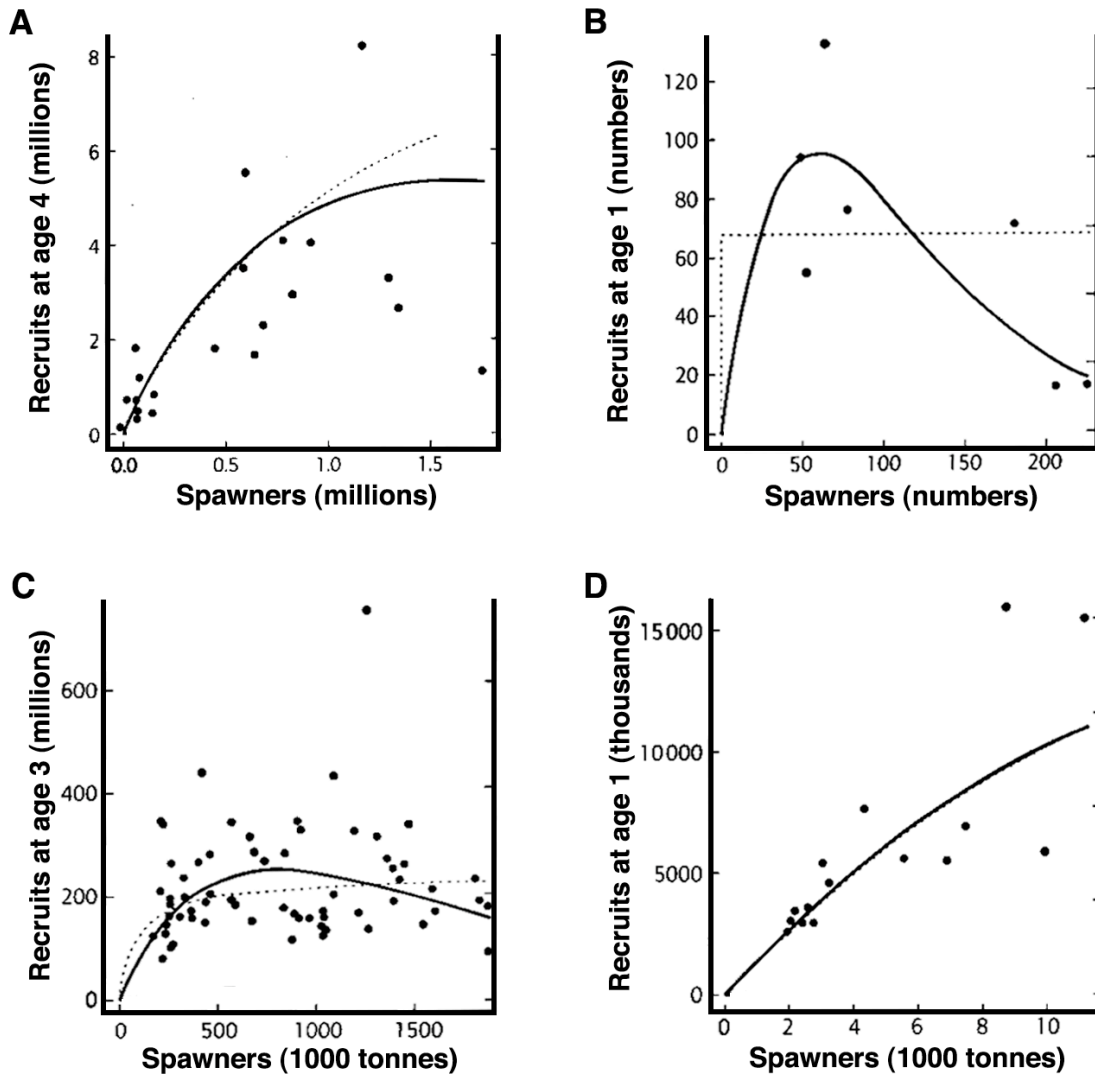 A
Recruits at age 4 (millions)
8
6
4
2
0
0.0 0.5 1.0 1.5
Spawners (millions)
B
Recruits at age 1 (numbers)
120
100
80
60
40
20
0
0 50 100 150 200
Spawners (numbers)
C
Recruits at age 3 (millions)
600
400
200
0
0 500 1000 1500
Spawners (1000 tonnes)
D
Recruits at age 1 (thousands)
15000
10000
5000
0
0 2 4 6 8 10
Spawners (1000 tonnes)